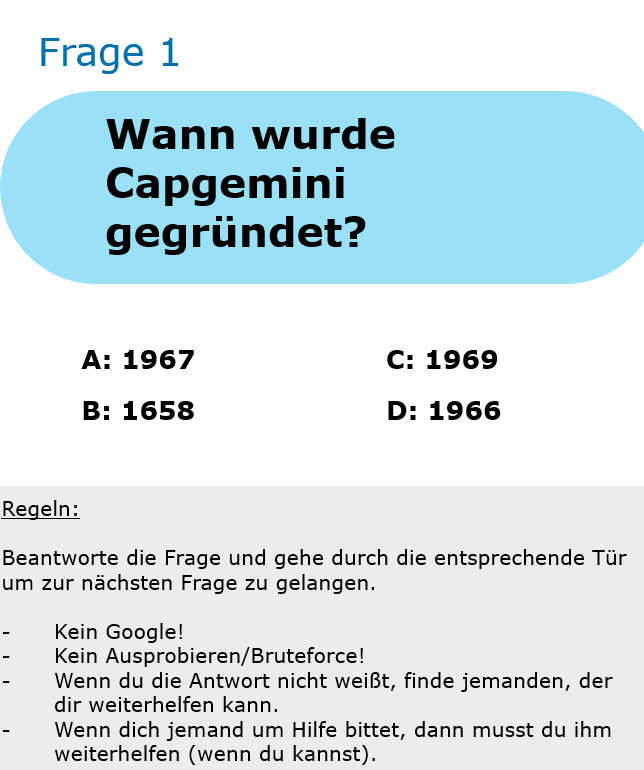 Frage 1
Wann wurde
Capgemini
gegründet?
A: 1967
C: 1969
B: 1658
D: 1966
Regeln:
Beantworte die Frage und gehe durch die entsprechende Tür
um zur nächsten Frage zu gelangen.
- Kein Google!
- Kein Ausprobieren/Bruteforce!
- Wenn du die Antwort nicht weißt, finde jemanden, der
dir weiterhelfen kann.
- Wenn dich jemand um Hilfe bittet, dann musst du ihm
weiterhelfen (wenn du kannst).